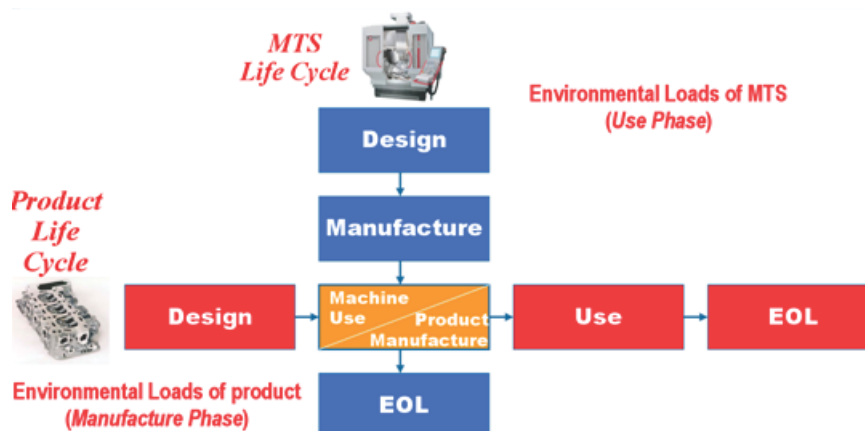 MTS
Life Cycle
Environmental Loads of MTS
(Use Phase)
Design
Product
Life
Cycle
Manufacture
Design
Machine
Use
Product
Manufacture
Use
EOL
Environmental Loads of product
(Manufacture Phase)
EOL